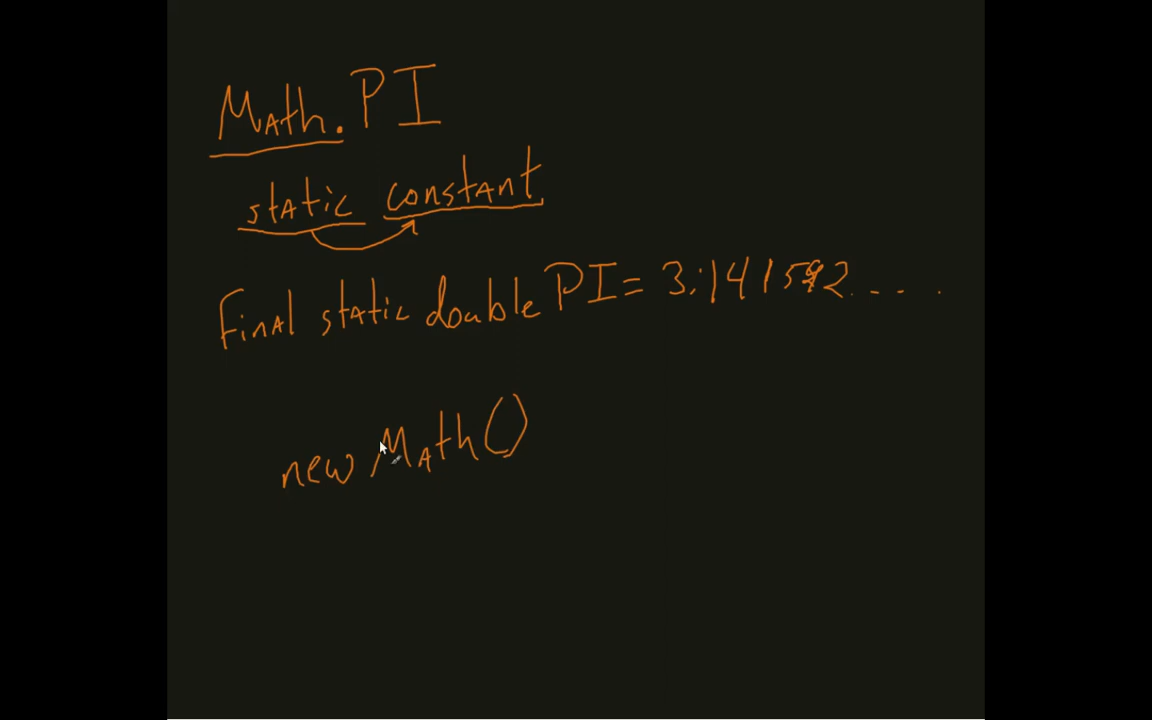 Math.PI
static constant
Final static double PI = 3.141592....
new Math()